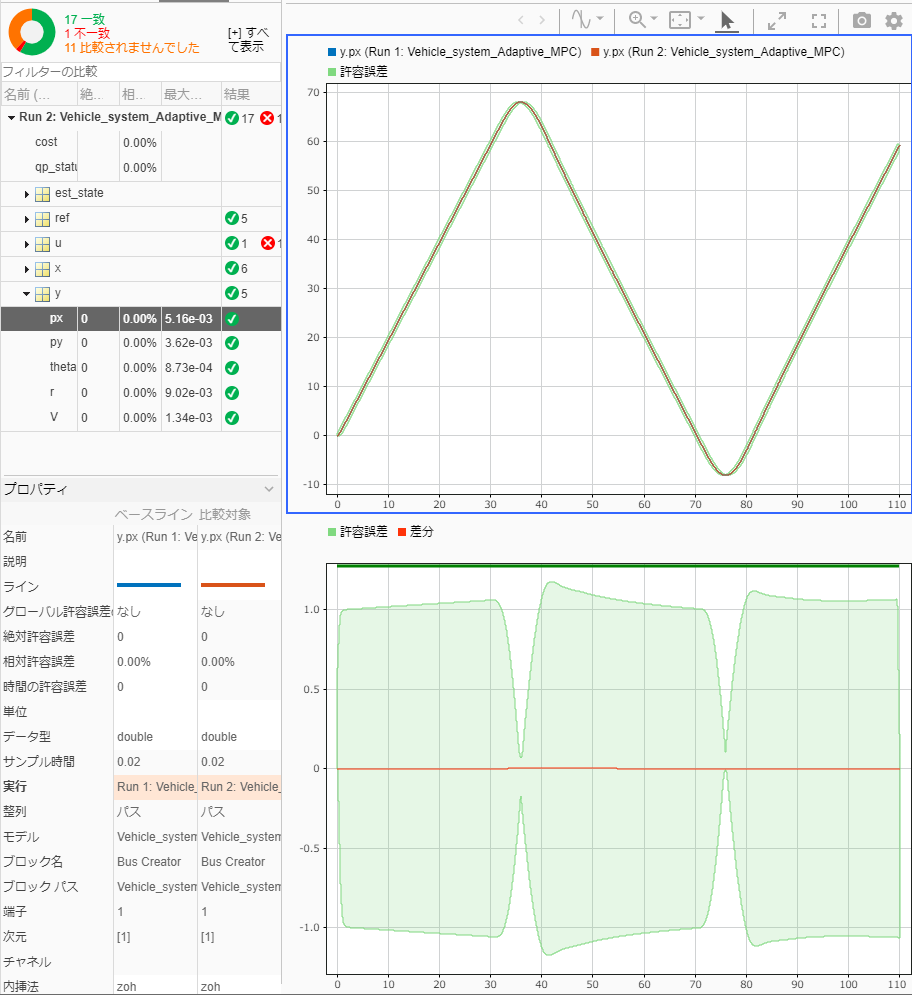 17 一致
1 不一致
11 比較されませんでした
[+] すべ
て表示
フィルターの比較
名前 (... 絶... 相... 最大... 結果
Run 2: Vehicle_system_Adaptive_M 17 1
cost 0.00%
qp_statu 0.00%
est_state
ref 5
u 1 1
x 6
y 5
px 0 0.00% 5.16e-03
py 0 0.00% 3.62e-03
theta 0 0.00% 8.73e-04
r 0 0.00% 9.02e-03
V 0 0.00% 1.34e-03
プロパティ
ベースライン 比較対象
名前 y.px (Run 1: Ve y.px (Run 2: Ve
説明
ライン
グローバル許容誤差 なし なし
絶対許容誤差 0 0
相対許容誤差 0.00% 0.00%
時間の許容誤差 0 0
単位
データ型 double double
サンプル時間 0.02 0.02
実行 Run 1: Vehicle_ Run 2: Vehicle_
整列 パス パス
モデル Vehicle_system Vehicle_system
ブロック名 Bus Creator Bus Creator
ブロック パス Vehicle_system Vehicle_system
端子 1 1
次元 [1] [1]
チャネル
内挿法 zoh zoh
y.px (Run 1: Vehicle_system_Adaptive_MPC) y.px (Run 2: Vehicle_system_Adaptive_MPC)
許容誤差
70
60
50
40
30
20
10
0
-10
0 10 20 30 40 50 60 70 80 90 100 110
許容誤差 差分
1.0
0.5
0
-0.5
-1.0
0 10 20 30 40 50 60 70 80 90 100 110